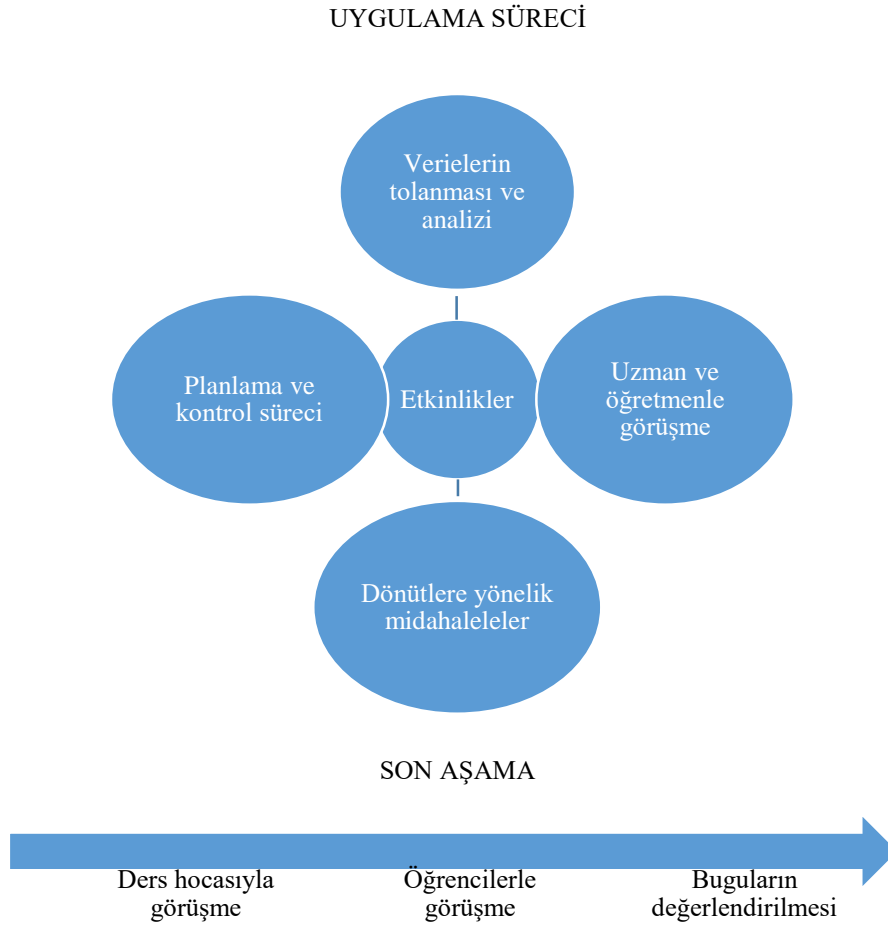 UYGULAMA SÜRECİ
Verielerin
tolanması ve
analizi
Planlama ve
kontrol süreci
Etkinlikler
Uzman ve
öğretmenle
görüşme
Dönütlere yönelik
midahaleleler
SON AŞAMA
Ders hocasıyla
görüşme
Öğrencilerle
görüşme
Buguların
değerlendirilmesi